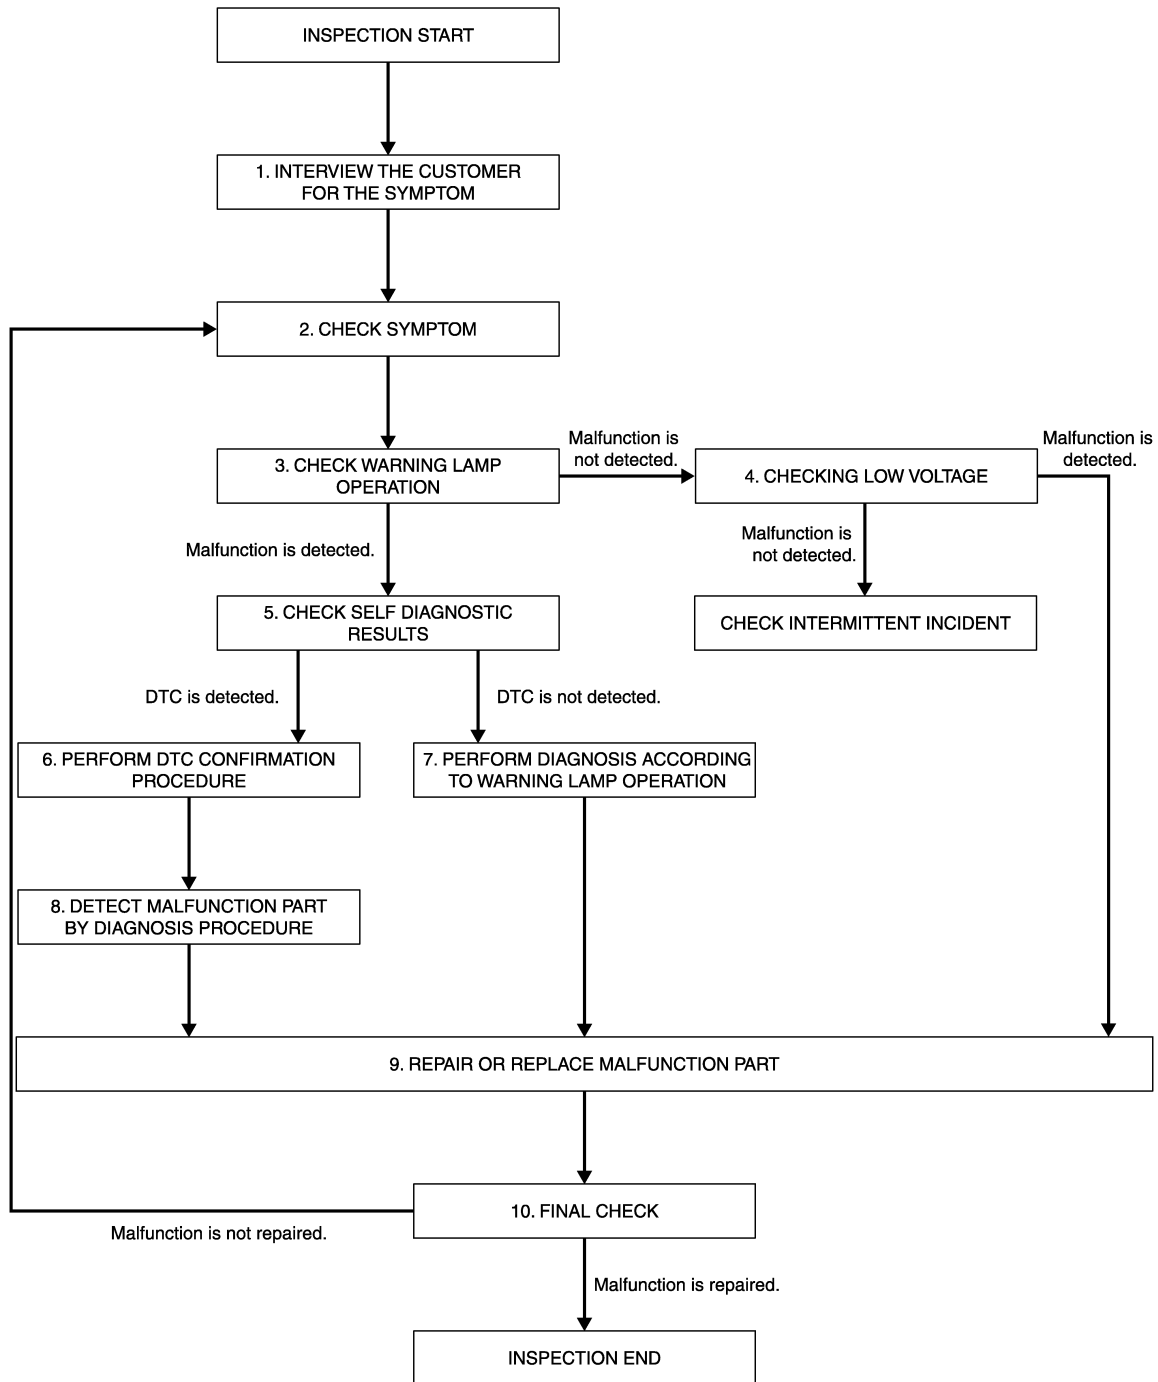 INSPECTION START
1. INTERVIEW THE CUSTOMER
FOR THE SYMPTOM
2. CHECK SYMPTOM
3. CHECK WARNING LAMP
OPERATION
Malfunction is
not detected.
4. CHECKING LOW VOLTAGE
Malfunction is
detected.
Malfunction is detected.
Malfunction is
not detected.
5. CHECK SELF DIAGNOSTIC
RESULTS
CHECK INTERMITTENT INCIDENT
DTC is detected.
DTC is not detected.
6. PERFORM DTC CONFIRMATION
PROCEDURE
7. PERFORM DIAGNOSIS ACCORDING
TO WARNING LAMP OPERATION
8. DETECT MALFUNCTION PART
BY DIAGNOSIS PROCEDURE
9. REPAIR OR REPLACE MALFUNCTION PART
10. FINAL CHECK
Malfunction is not repaired.
Malfunction is repaired.
INSPECTION END